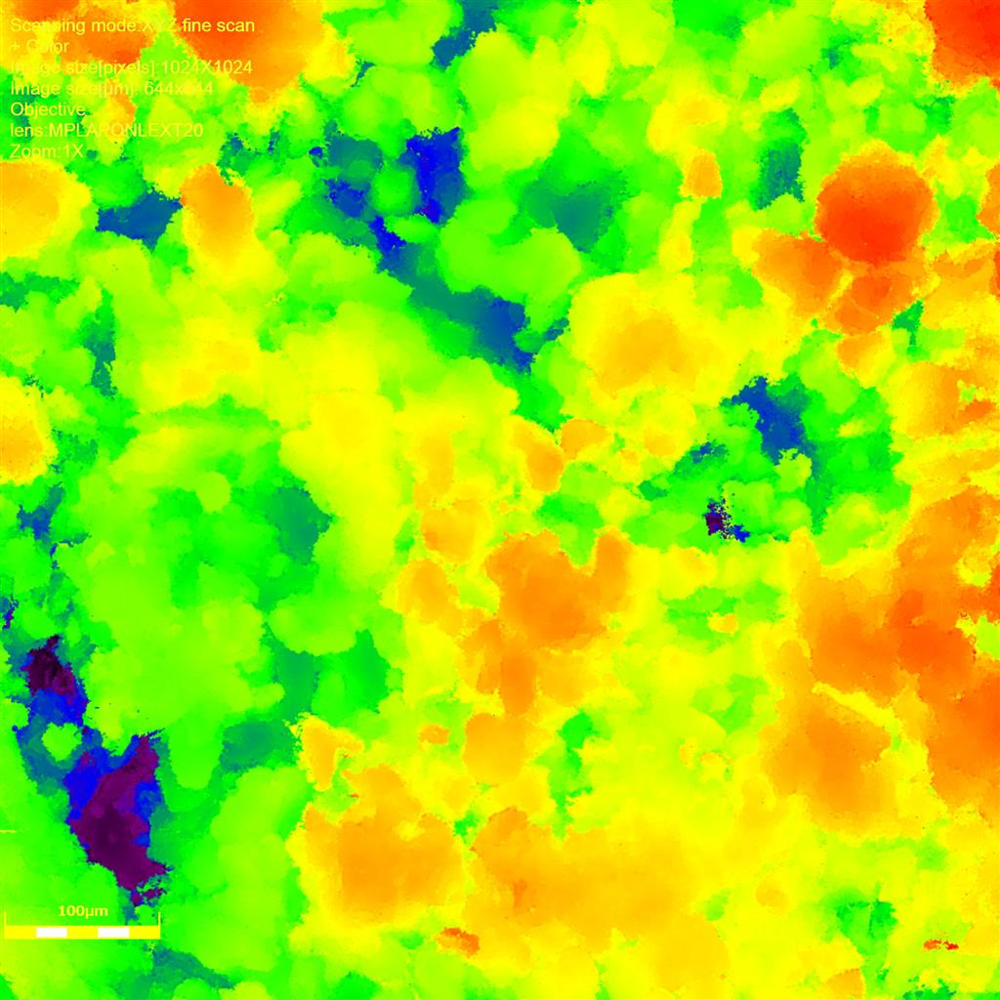 Scanning mode:XYZ fine scan
+ Color
Image size[pixels]:1024X1024
Image size[µm]: 644x644
Objective
lens:MPLAPONLEXT20
Zoom:1X
100µm